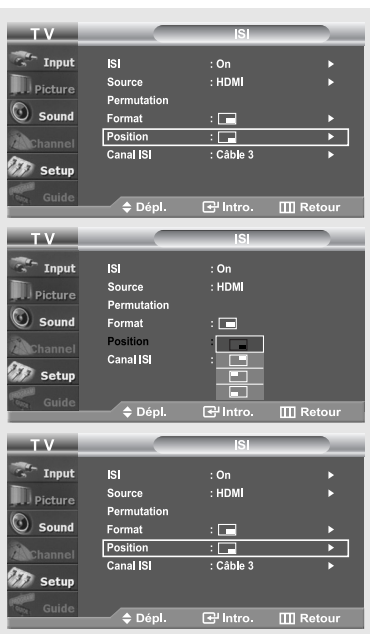 TV ISI
Input ISI : On
Picture Source : HDMI
Permutation
Sound Format :
Channel Position :
Setup Canal ISI : Câble 3
Guide
Dépl. Intro. Retour
TV ISI
Input ISI : On
Picture Source : HDMI
Permutation
Sound Format :
Channel Position :
Setup Canal ISI :
Guide
Dépl. Intro. Retour
TV ISI
Input ISI : On
Picture Source : HDMI
Permutation
Sound Format :
Channel Position :
Setup Canal ISI : Câble 3
Guide
Dépl. Intro. Retour